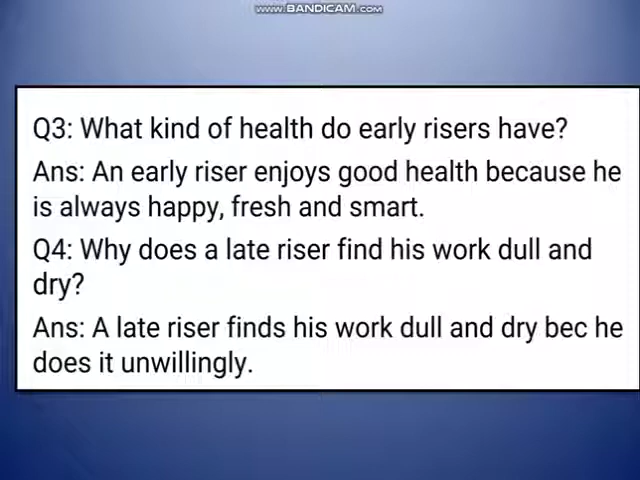 WWW.BANDICAM.COM
Q3: What kind of health do early risers have?
Ans: An early riser enjoys good health because he
is always happy, fresh and smart.
Q4: Why does a late riser find his work dull and
dry?
Ans: A late riser finds his work dull and dry bec he
does it unwillingly.